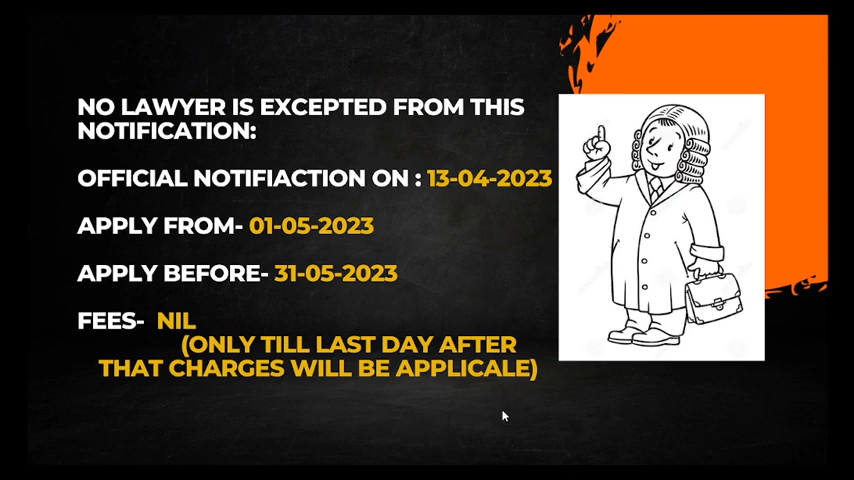 NO LAWYER IS EXCEPTED FROM THIS
NOTIFICATION:
OFFICIAL NOTIFIACTION ON : 13-04-2023
APPLY FROM- 01-05-2023
APPLY BEFORE- 31-05-2023
FEES- NIL
(ONLY TILL LAST DAY AFTER
THAT CHARGES WILL BE APPLICALE)